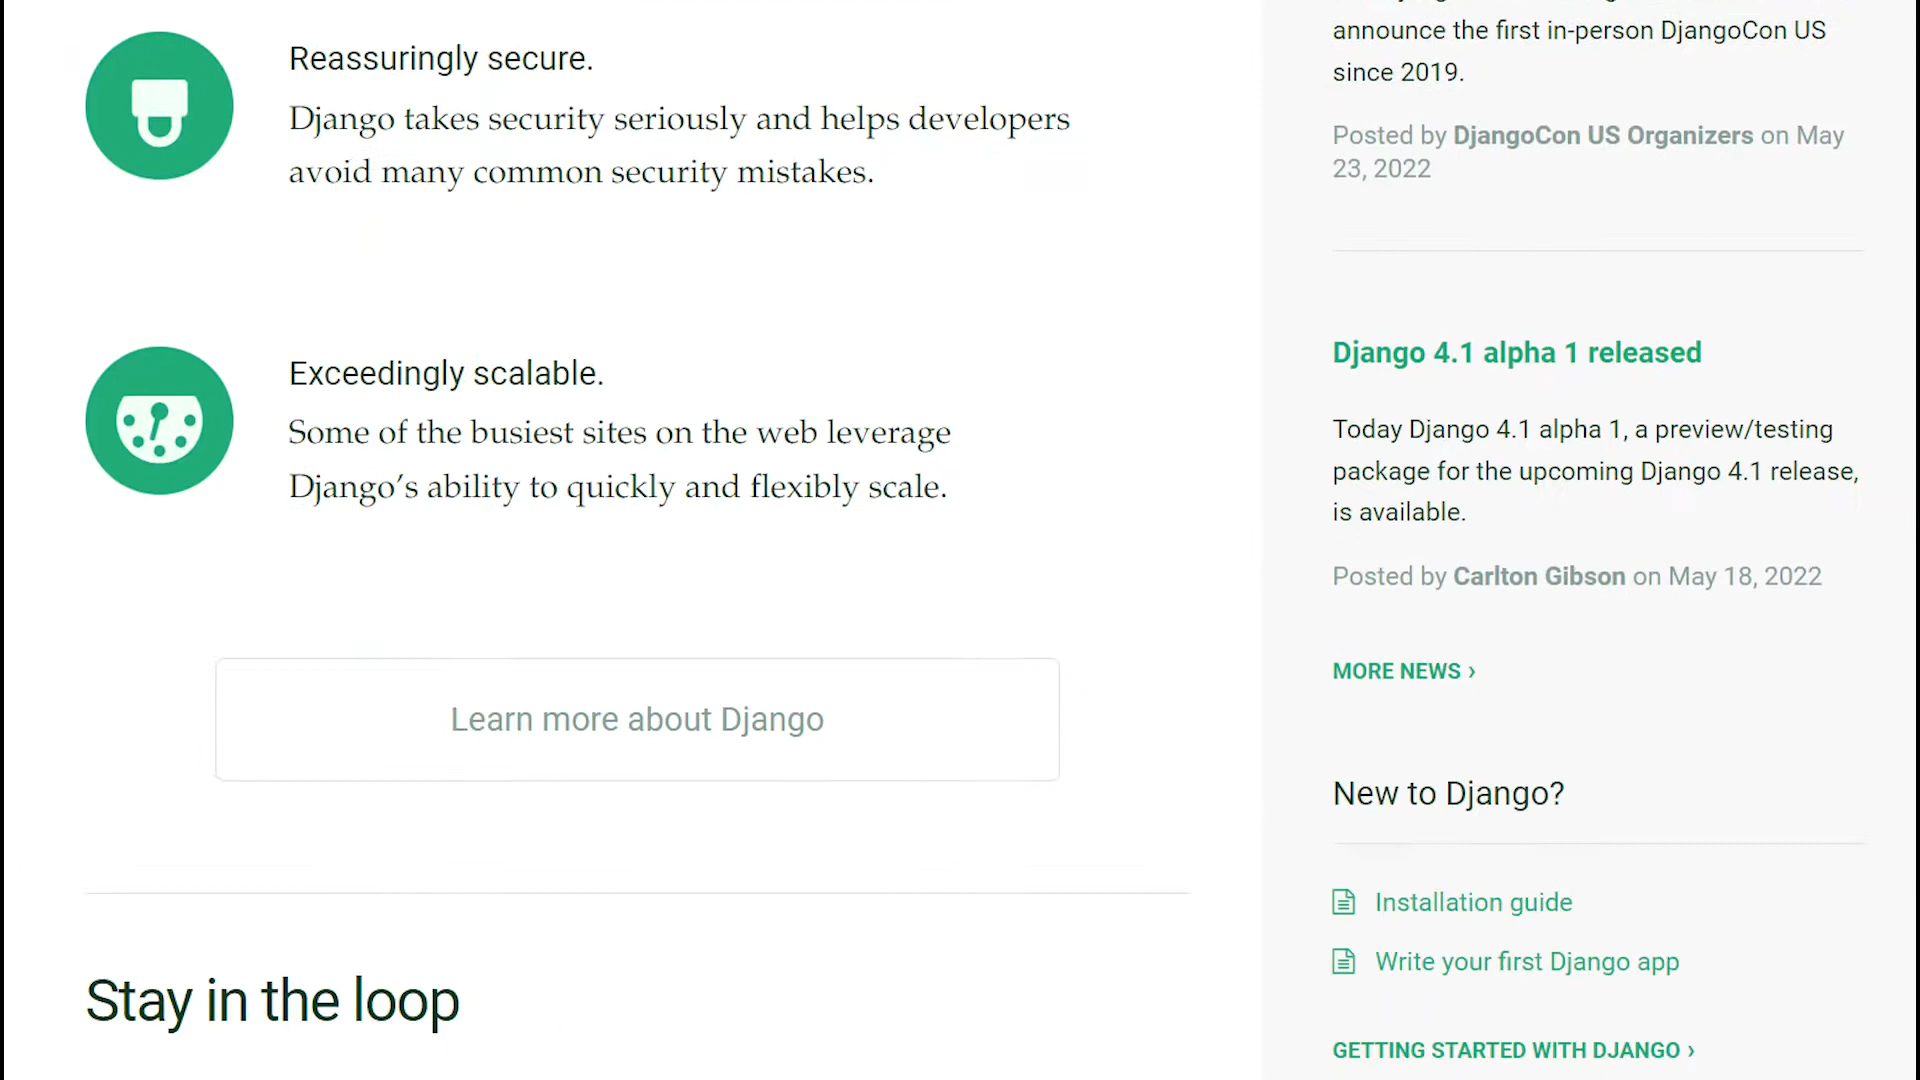 Reassuringly secure.
Django takes security seriously and helps developers
avoid many common security mistakes.
Exceedingly scalable.
Some of the busiest sites on the web leverage
Django’s ability to quickly and flexibly scale.
Learn more about Django
Stay in the loop
announce the first in-person DjangoCon US
since 2019.
Posted by DjangoCon US Organizers on May
23, 2022
Django 4.1 alpha 1 released
Today Django 4.1 alpha 1, a preview/testing
package for the upcoming Django 4.1 release,
is available.
Posted by Carlton Gibson on May 18, 2022
MORE NEWS ›
New to Django?
Installation guide
Write your first Django app
GETTING STARTED WITH DJANGO ›